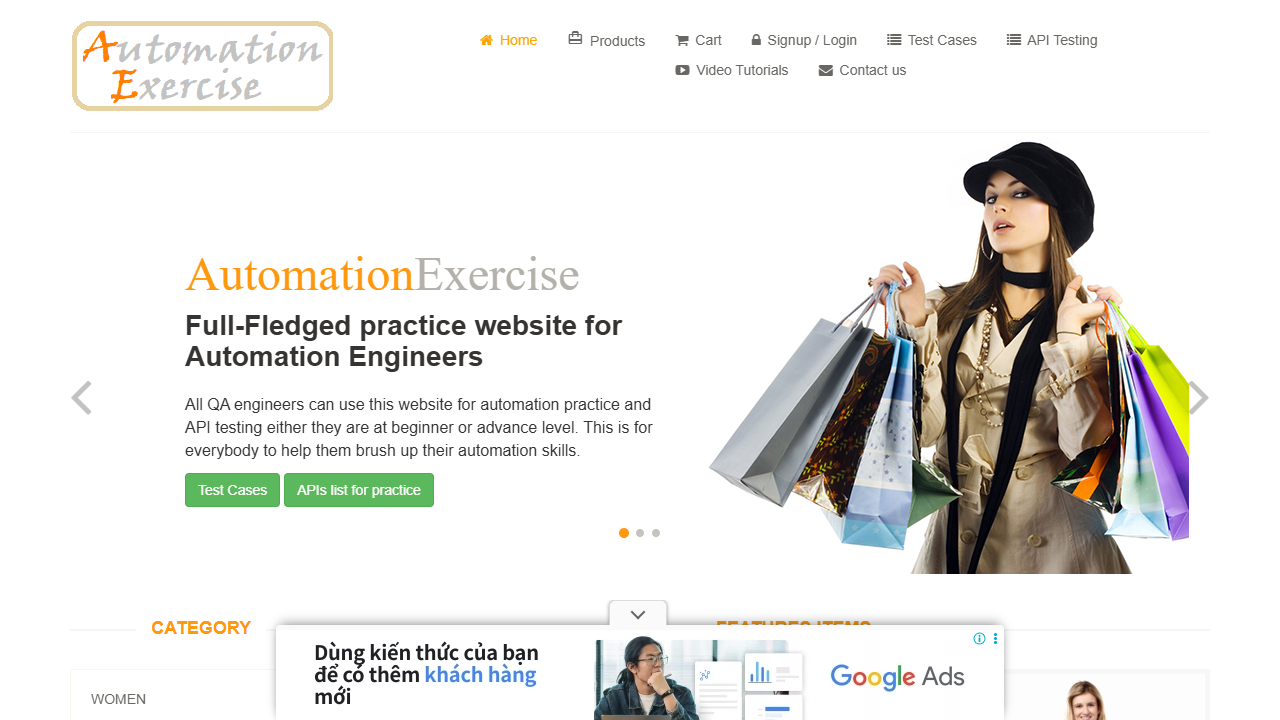 Automation
Exercise
Home
Products
Cart
Signup / Login
Test Cases
API Testing
Video Tutorials
Contact us
AutomationExercise
Full-Fledged practice website for
Automation Engineers
All QA engineers can use this website for automation practice and
API testing either they are at beginner or advance level. This is for
everybody to help them brush up their automation skills.
Test Cases
APIs list for practice
CATEGORY
FEATURES ITEMS
WOMEN
Dùng kiến thức của bạn
để có thêm khách hàng
mới
Google Ads